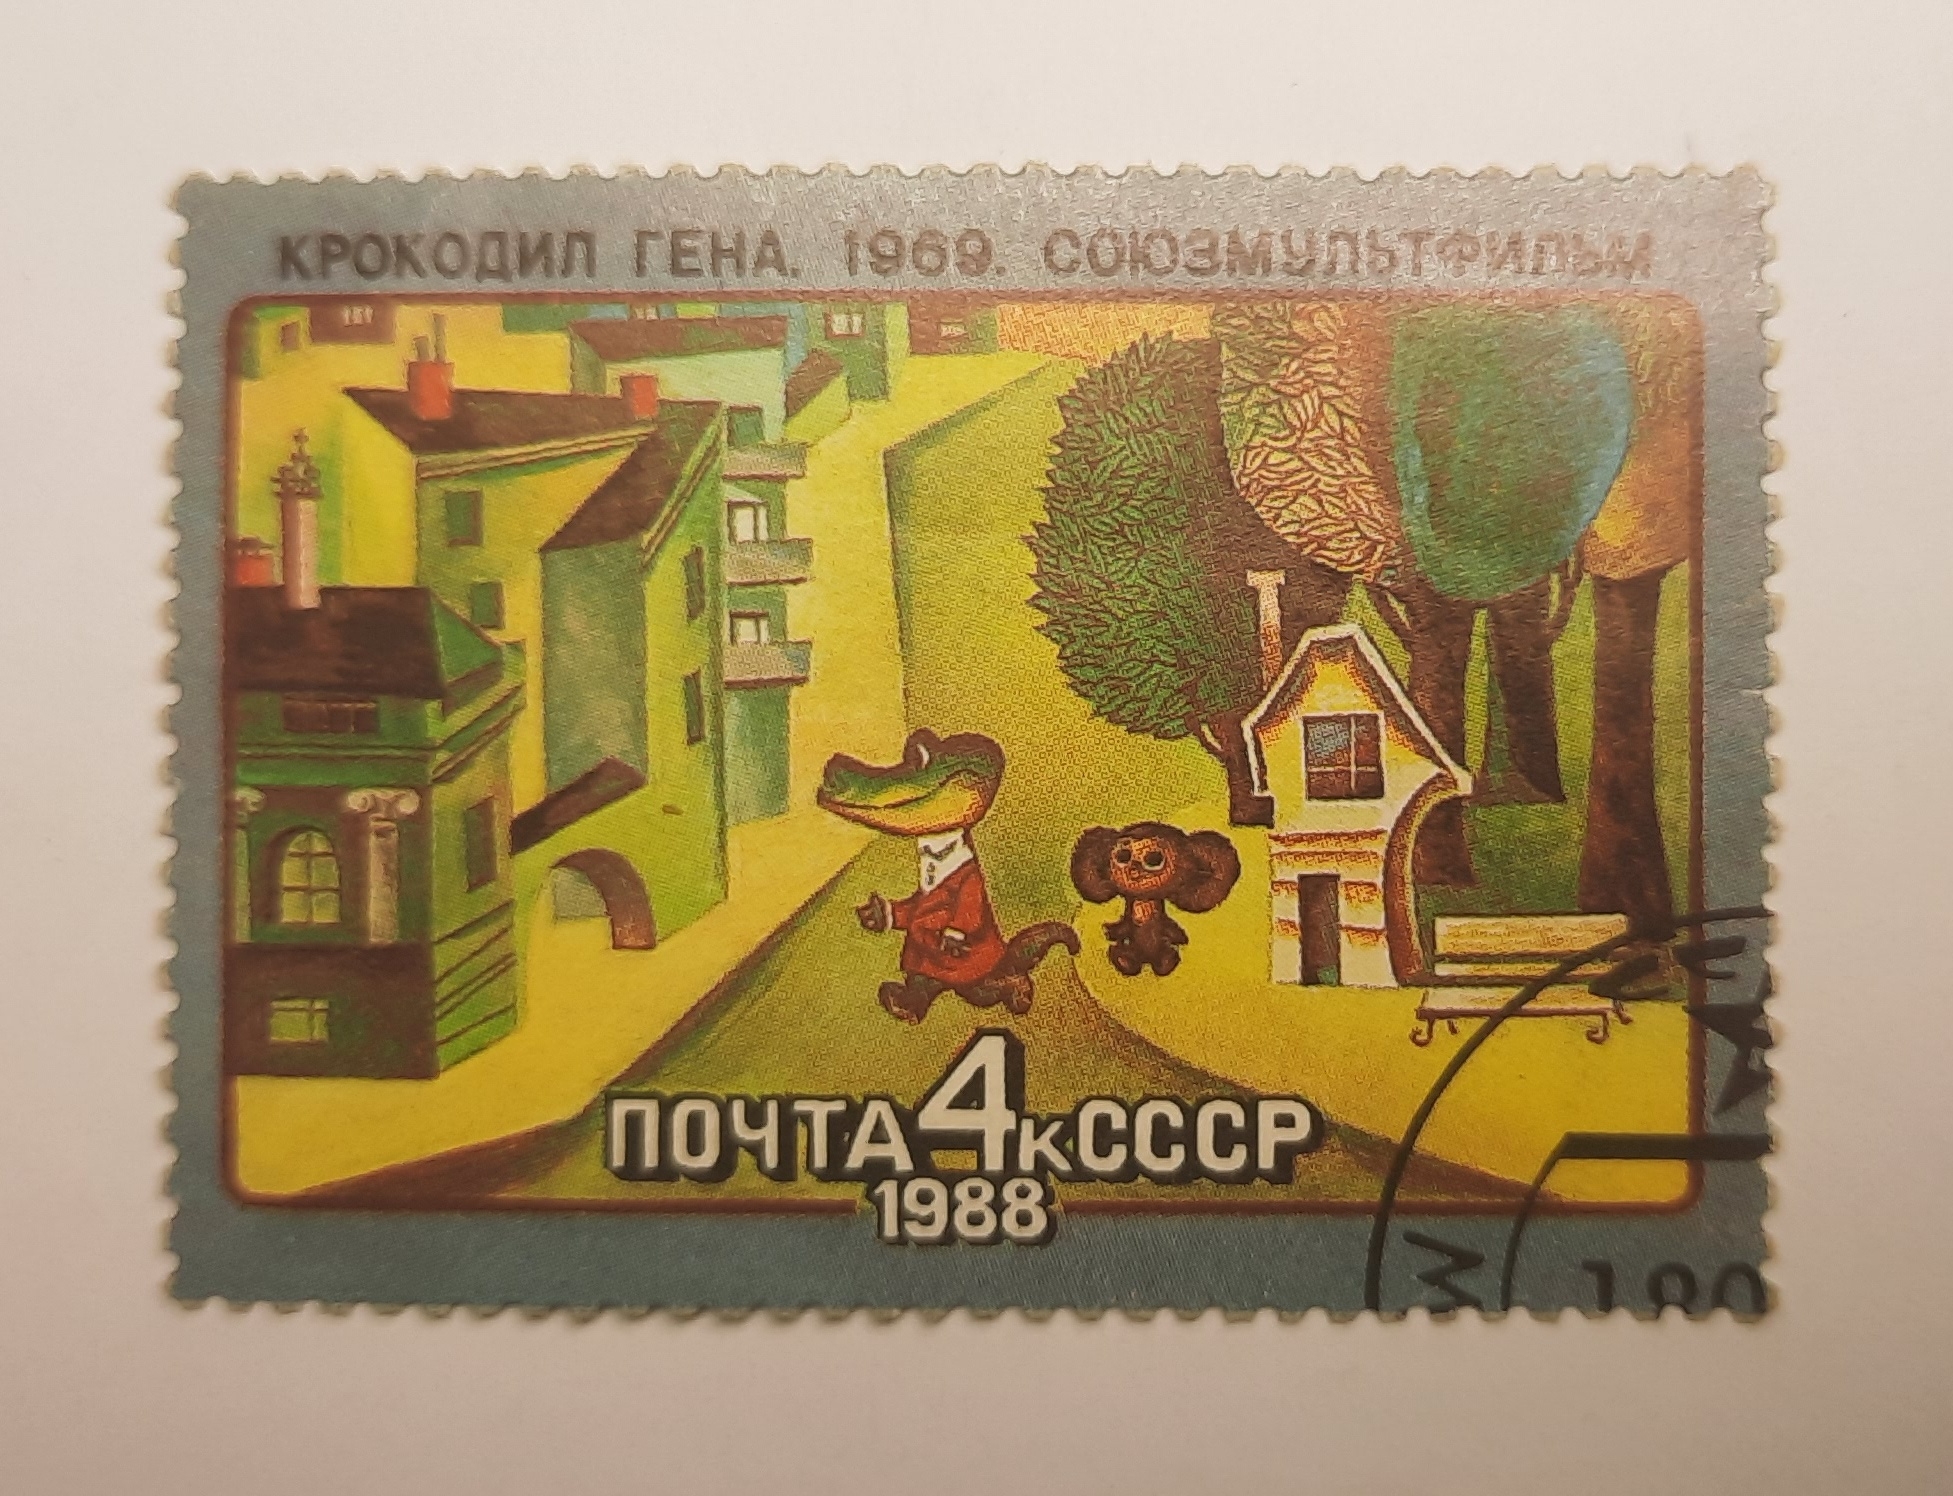 КРОКОДИЛ ГЕНА. 1969. СОЮЗМУЛЬТФИЛЬМ
ПОЧТА 4к СССР
1988